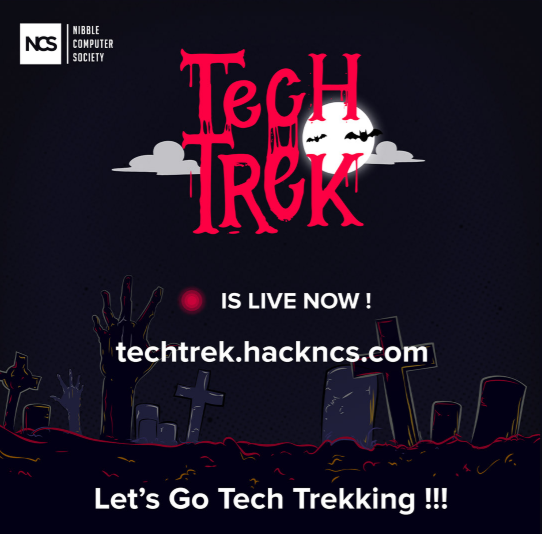 NCS
NIBBLE
COMPUTER
SOCIETY
TecH
TReK
IS LIVE NOW !
techtrek.hackncs.com
Let's Go Tech Trekking !!!